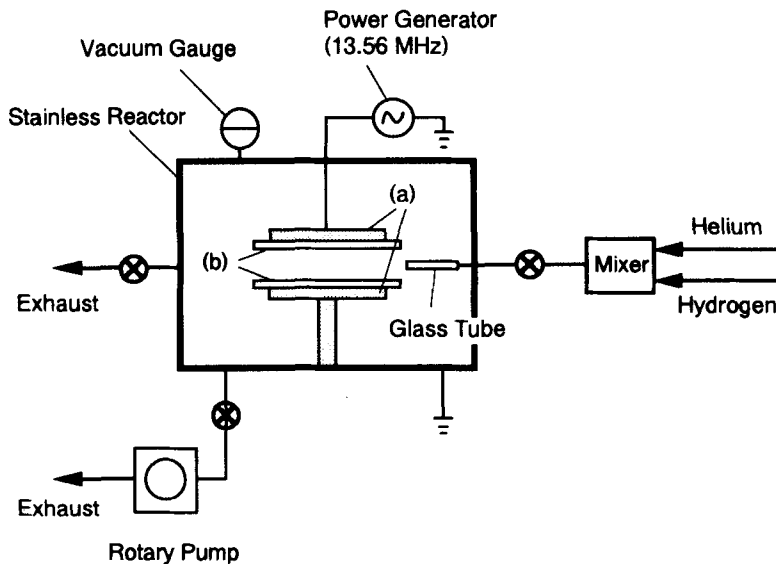 Power Generator
(13.56 MHz)
Vacuum Gauge
Stainless Reactor
(a)
(b)
Helium
Mixer
Hydrogen
Exhaust
Glass Tube
Exhaust
Rotary Pump